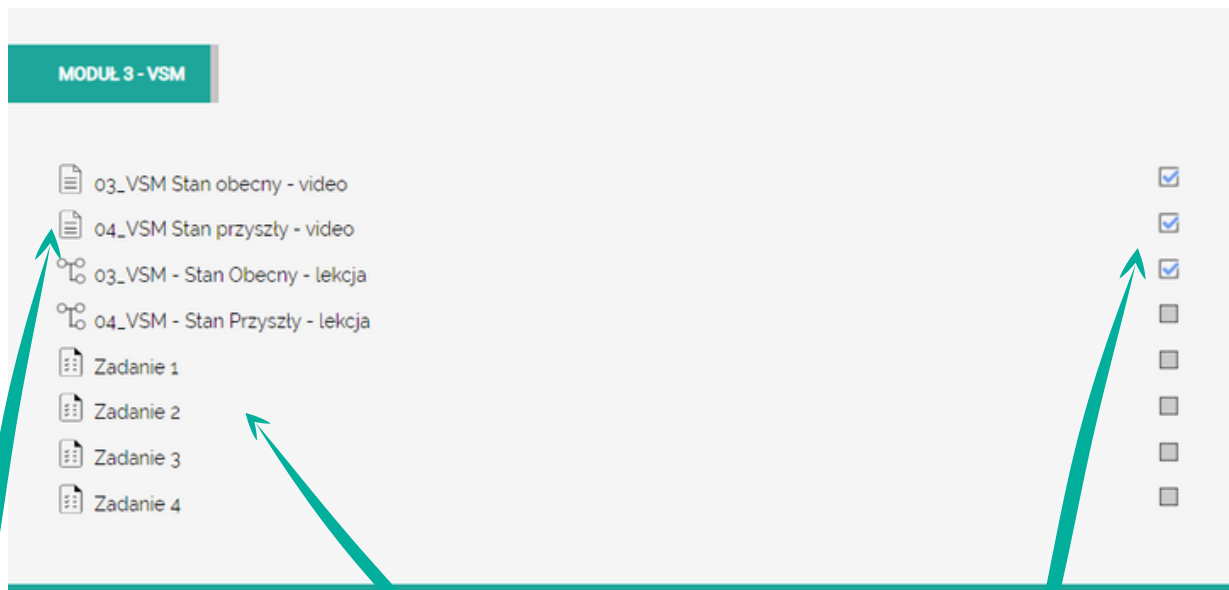 MODUŁ 3 - VSM
03_VSM Stan obecny - video
04_VSM Stan przyszły - video
03_VSM - Stan Obecny - lekcja
04_VSM - Stan Przyszły - lekcja
Zadanie 1
Zadanie 2
Zadanie 3
Zadanie 4